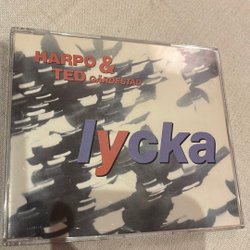 HARPO &
TED GÄRDESTAD
lycka